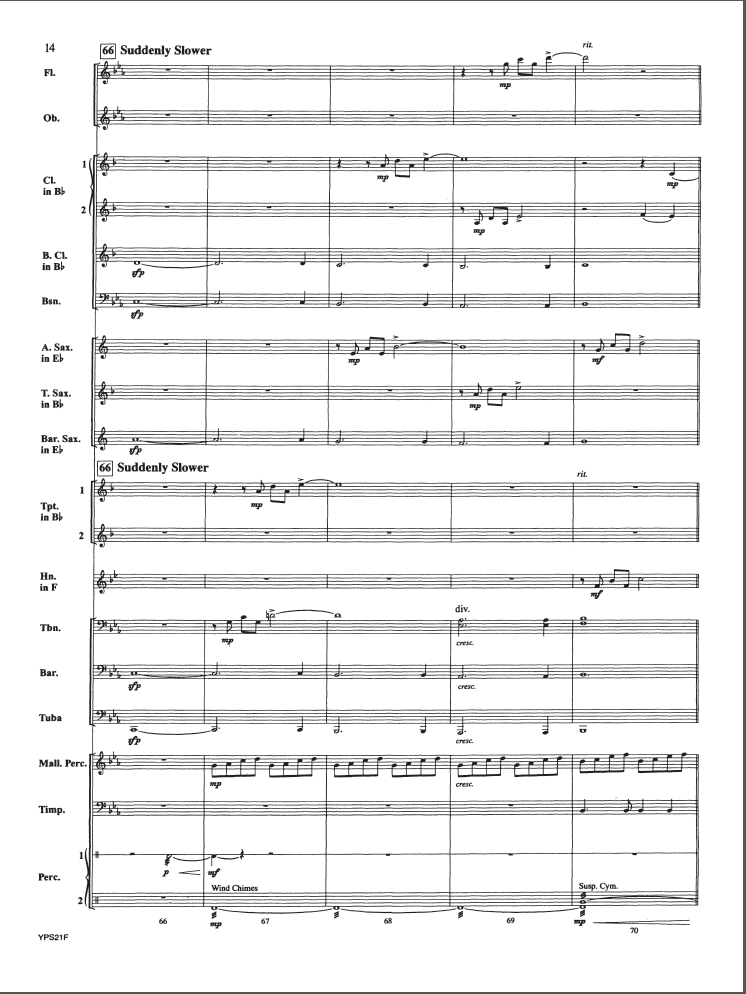 14
66 Suddenly Slower
rit.
Fl.
mp
Ob.
1
Cl.
in B♭
mp
mp
2
mp
B. Cl.
in B♭
sfp
Bsn.
sfp
A. Sax.
in E♭
mp
mf
T. Sax.
in B♭
mp
Bar. Sax.
in E♭
sfp
66 Suddenly Slower
rit.
1
Tpt.
in B♭
mp
2
Hn.
in F
mf
div.
Tbn.
mp
cresc.
Bar.
sfp
cresc.
Tuba
sfp
cresc.
Mall. Perc.
mp
cresc.
Timp.
1
Perc.
p
mf
Wind Chimes
Susp. Cym.
2
mp
mp
66
67
68
69
70
YPS21F